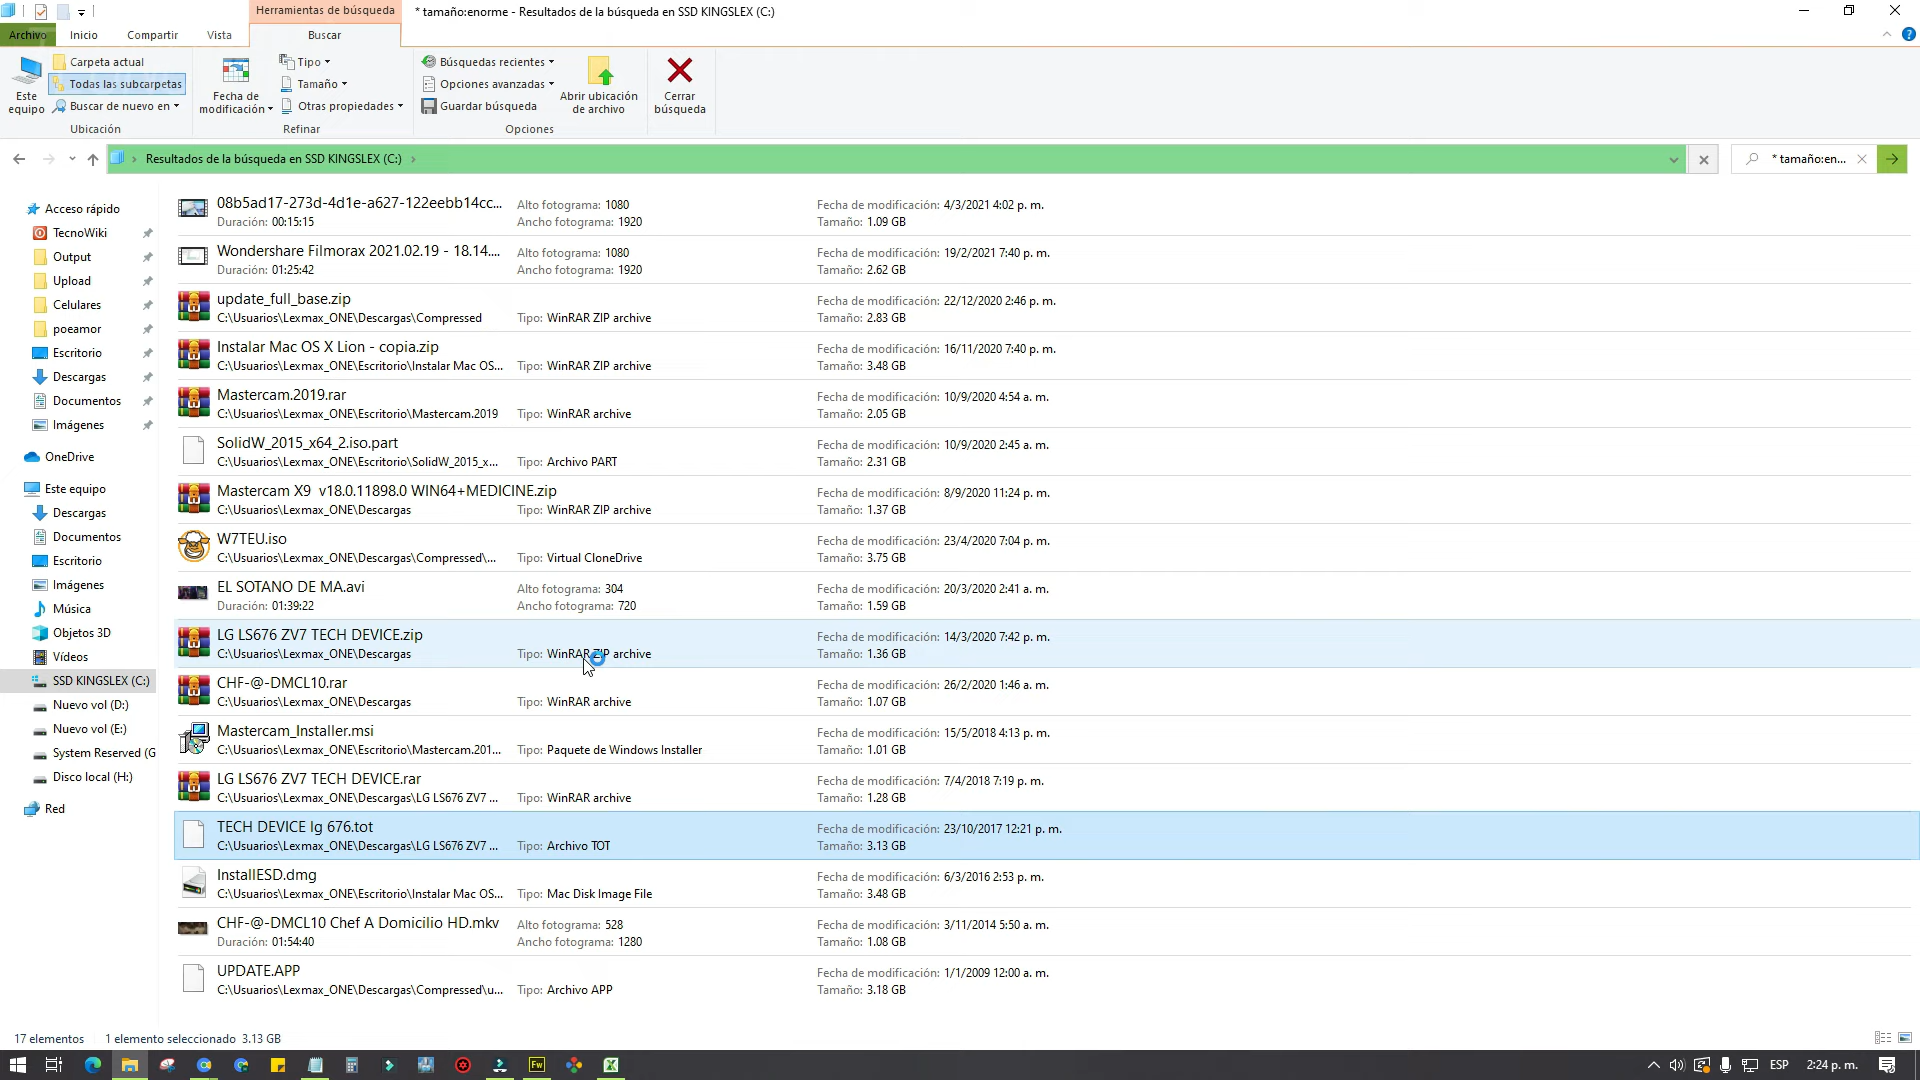 Herramientas de búsqueda
* tamaño:enorme - Resultados de la búsqueda en SSD KINGSLEX (C:)
Archivo
Inicio
Compartir
Vista
Buscar
Este equipo
Carpeta actual
Todas las subcarpetas
Buscar de nuevo en
Ubicación
Fecha de modificación
Tipo
Tamaño
Otras propiedades
Refinar
Búsquedas recientes
Opciones avanzadas
Guardar búsqueda
Abrir ubicación de archivo
Opciones
Cerrar búsqueda
Resultados de la búsqueda en SSD KINGSLEX (C:)
* tamaño:en...
Acceso rápido
TecnoWiki
Output
Upload
Celulares
poeamor
Escritorio
Descargas
Documentos
Imágenes
OneDrive
Este equipo
Descargas
Documentos
Escritorio
Imágenes
Música
Objetos 3D
Vídeos
SSD KINGSLEX (C:)
Nuevo vol (D:)
Nuevo vol (E:)
System Reserved (G
Disco local (H:)
Red
08b5ad17-273d-4d1e-a627-122eebb14cc... Alto fotograma: 1080 Fecha de modificación: 4/3/2021 4:02 p. m.
Duración: 00:15:15 Ancho fotograma: 1920 Tamaño: 1.09 GB
Wondershare Filmorax 2021.02.19 - 18.14.... Alto fotograma: 1080 Fecha de modificación: 19/2/2021 7:40 p. m.
Duración: 01:25:42 Ancho fotograma: 1920 Tamaño: 2.62 GB
update_full_base.zip Fecha de modificación: 22/12/2020 2:46 p. m.
C:\Usuarios\Lexmax_ONE\Descargas\Compressed Tipo: WinRAR ZIP archive Tamaño: 2.83 GB
Instalar Mac OS X Lion - copia.zip Fecha de modificación: 16/11/2020 7:40 p. m.
C:\Usuarios\Lexmax_ONE\Escritorio\Instalar Mac OS... Tipo: WinRAR ZIP archive Tamaño: 3.48 GB
Mastercam.2019.rar Fecha de modificación: 10/9/2020 4:54 a. m.
C:\Usuarios\Lexmax_ONE\Escritorio\Mastercam.2019 Tipo: WinRAR archive Tamaño: 2.05 GB
SolidW_2015_x64_2.iso.part Fecha de modificación: 10/9/2020 2:45 a. m.
C:\Usuarios\Lexmax_ONE\Escritorio\SolidW_2015_x... Tipo: Archivo PART Tamaño: 2.31 GB
Mastercam X9  v18.0.11898.0 WIN64+MEDICINE.zip Fecha de modificación: 8/9/2020 11:24 p. m.
C:\Usuarios\Lexmax_ONE\Descargas Tipo: WinRAR ZIP archive Tamaño: 1.37 GB
W7TEU.iso Fecha de modificación: 23/4/2020 7:04 p. m.
C:\Usuarios\Lexmax_ONE\Descargas\Compressed\... Tipo: Virtual CloneDrive Tamaño: 3.75 GB
EL SOTANO DE MA.avi Alto fotograma: 304 Fecha de modificación: 20/3/2020 2:41 a. m.
Duración: 01:39:22 Ancho fotograma: 720 Tamaño: 1.59 GB
LG LS676 ZV7 TECH DEVICE.zip Fecha de modificación: 14/3/2020 7:42 p. m.
C:\Usuarios\Lexmax_ONE\Descargas Tipo: WinRAR ZIP archive Tamaño: 1.36 GB
CHF-@-DMCL10.rar Fecha de modificación: 26/2/2020 1:46 a. m.
C:\Usuarios\Lexmax_ONE\Descargas Tipo: WinRAR archive Tamaño: 1.07 GB
Mastercam_Installer.msi Fecha de modificación: 15/5/2018 4:13 p. m.
C:\Usuarios\Lexmax_ONE\Escritorio\Mastercam.201... Tipo: Paquete de Windows Installer Tamaño: 1.01 GB
LG LS676 ZV7 TECH DEVICE.rar Fecha de modificación: 7/4/2018 7:19 p. m.
C:\Usuarios\Lexmax_ONE\Descargas\LG LS676 ZV7 ... Tipo: WinRAR archive Tamaño: 1.28 GB
TECH DEVICE lg 676.tot Fecha de modificación: 23/10/2017 12:21 p. m.
C:\Usuarios\Lexmax_ONE\Descargas\LG LS676 ZV7 ... Tipo: Archivo TOT Tamaño: 3.13 GB
InstallESD.dmg Fecha de modificación: 6/3/2016 2:53 p. m.
C:\Usuarios\Lexmax_ONE\Escritorio\Instalar Mac OS... Tipo: Mac Disk Image File Tamaño: 3.48 GB
CHF-@-DMCL10 Chef A Domicilio HD.mkv Alto fotograma: 528 Fecha de modificación: 3/11/2014 5:50 a. m.
Duración: 01:54:40 Ancho fotograma: 1280 Tamaño: 1.08 GB
UPDATE.APP Fecha de modificación: 1/1/2009 12:00 a. m.
C:\Usuarios\Lexmax_ONE\Descargas\Compressed\u... Tipo: Archivo APP Tamaño: 3.18 GB
17 elementos 1 elemento seleccionado 3.13 GB
Fw
ESP 2:24 p. m.